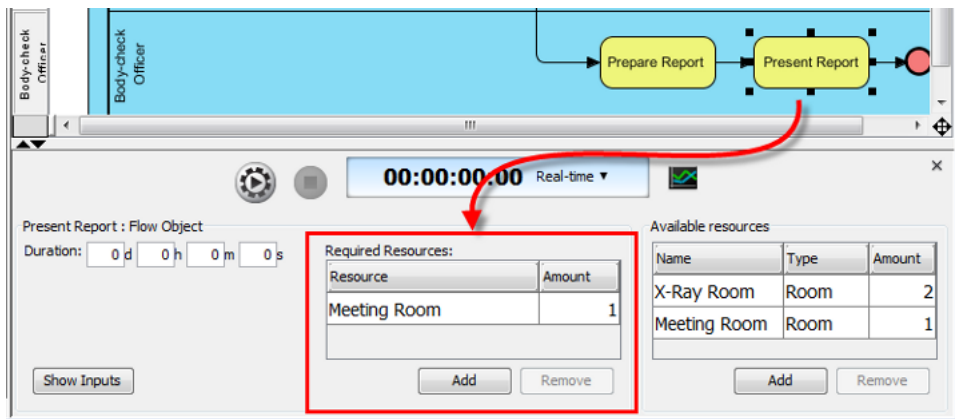 Body-check
Officer
Body-check
Officer
Prepare Report
Present Report
00:00:00:00 Real-time
Present Report : Flow Object
Duration: 0 d 0 h 0 m 0 s
Show Inputs
Required Resources:
Resource Amount
Meeting Room 1
Add Remove
Available resources
Name Type Amount
X-Ray Room Room 2
Meeting Room Room 1
Add Remove